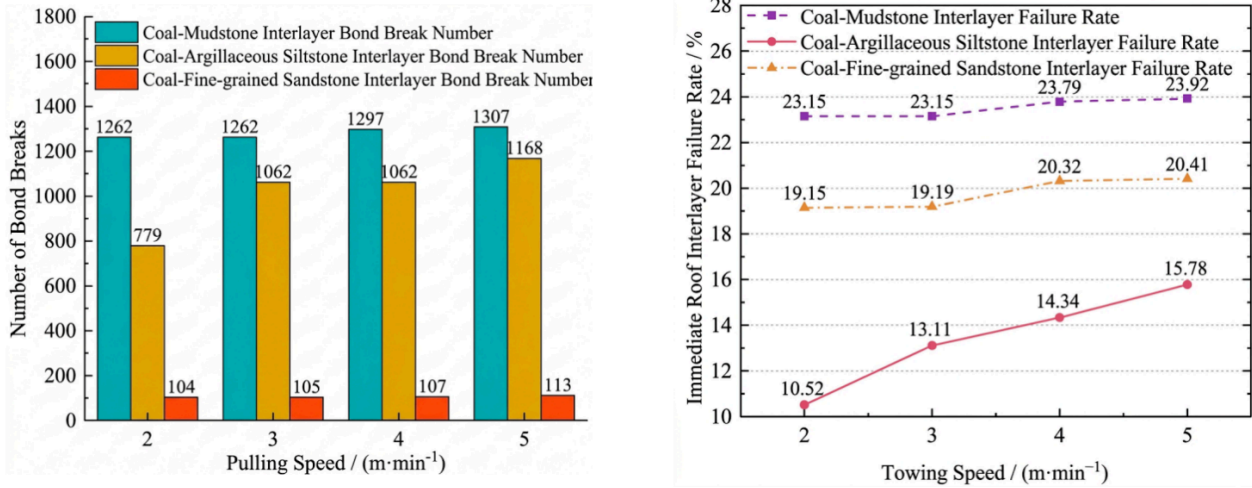 1800
1600
1400
1200
1000
800
600
400
200
0
Number of Bond Breaks
Coal-Mudstone Interlayer Bond Break Number
Coal-Argillaceous Siltstone Interlayer Bond Break Number
Coal-Fine-grained Sandstone Interlayer Bond Break Number
1262
779
104
1262
1062
105
1297
1062
107
1307
1168
113
2 3 4 5
Pulling Speed / (m·min⁻¹)
28
26
24
22
20
18
16
14
12
10
Immediate Roof Interlayer Failure Rate / %
Coal-Mudstone Interlayer Failure Rate
Coal-Argillaceous Siltstone Interlayer Failure Rate
Coal-Fine-grained Sandstone Interlayer Failure Rate
23.15 23.15 23.79 23.92
19.15 19.19 20.32 20.41
10.52 13.11 14.34 15.78
2 3 4 5
Towing Speed / (m·min⁻¹)